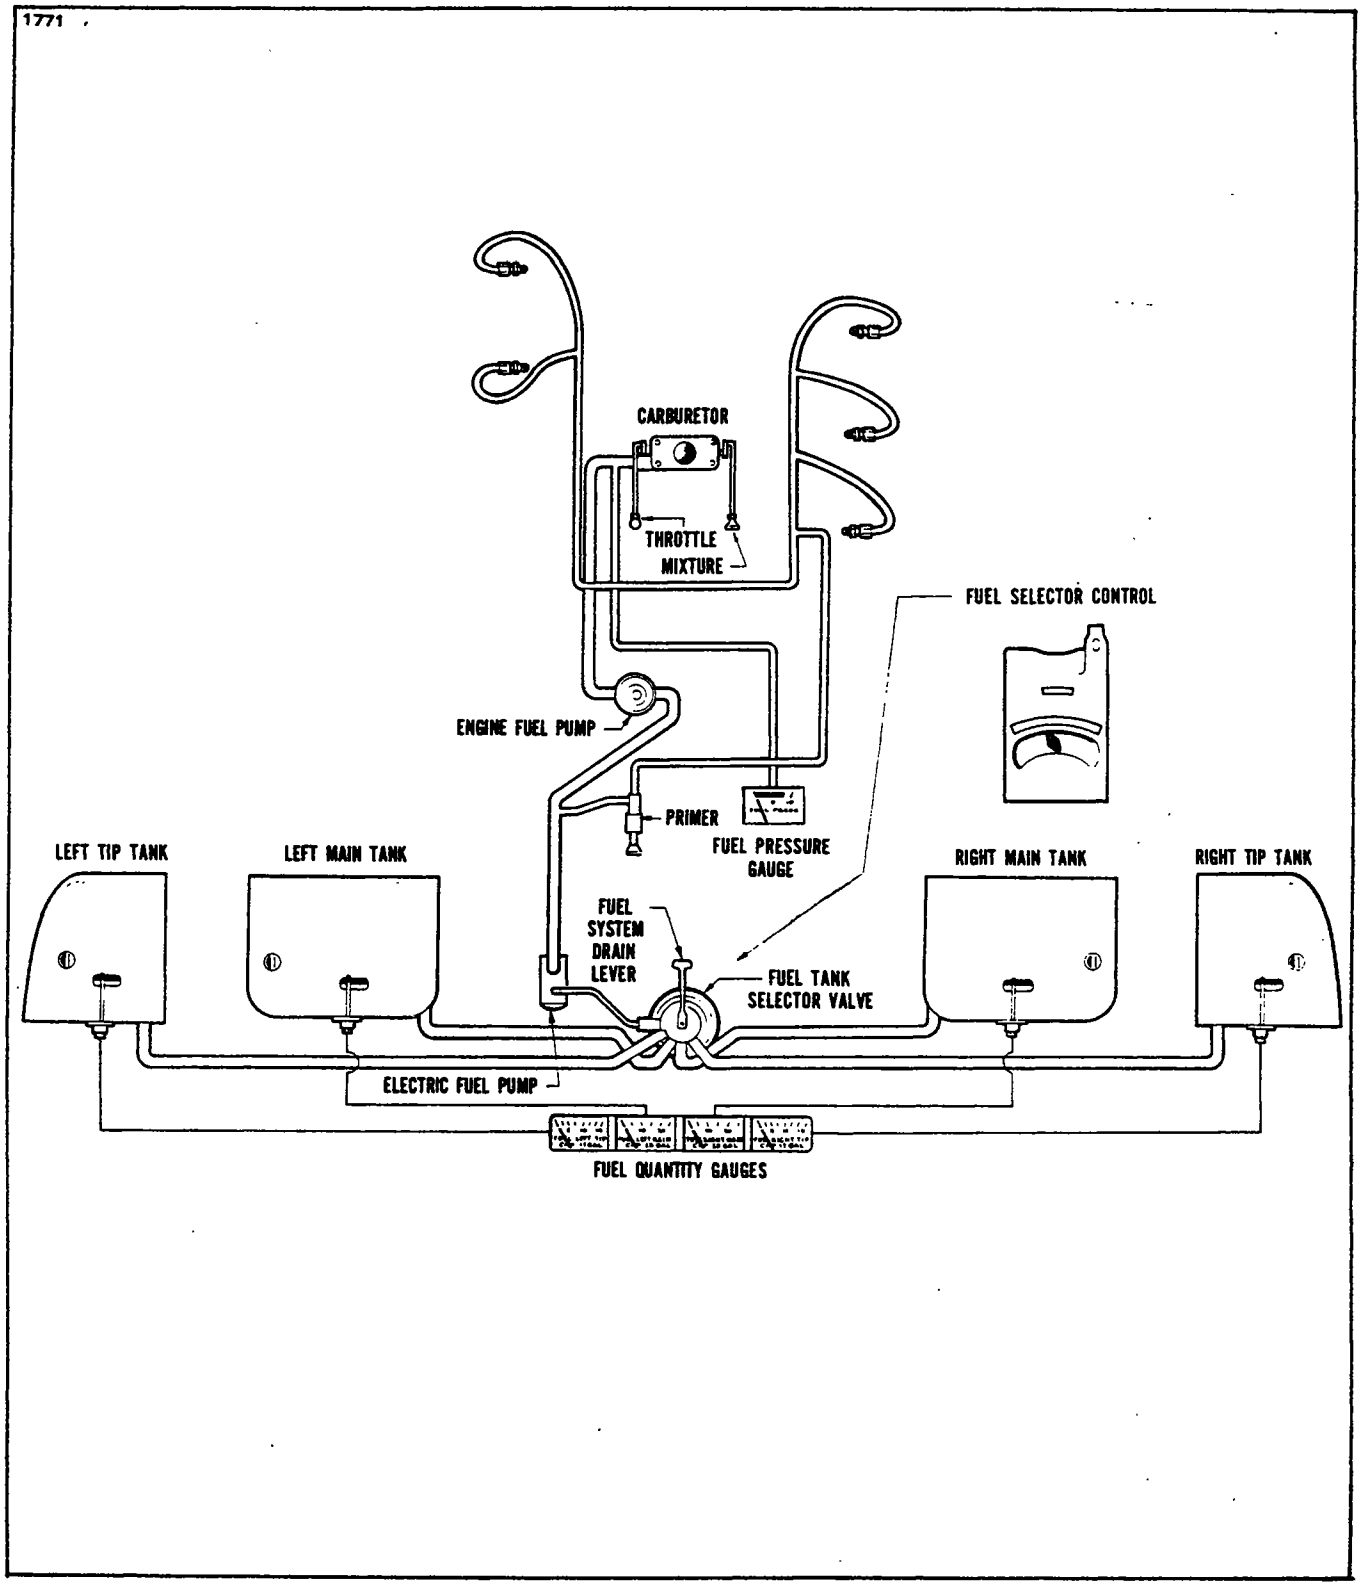 1771
CARBURETOR
THROTTLE
MIXTURE
FUEL SELECTOR CONTROL
ENGINE FUEL PUMP
PRIMER
FUEL PRESSURE
GAUGE
LEFT TIP TANK
LEFT MAIN TANK
RIGHT MAIN TANK
RIGHT TIP TANK
FUEL
SYSTEM
DRAIN
LEVER
FUEL TANK
SELECTOR VALVE
ELECTRIC FUEL PUMP
FUEL QUANTITY GAUGES